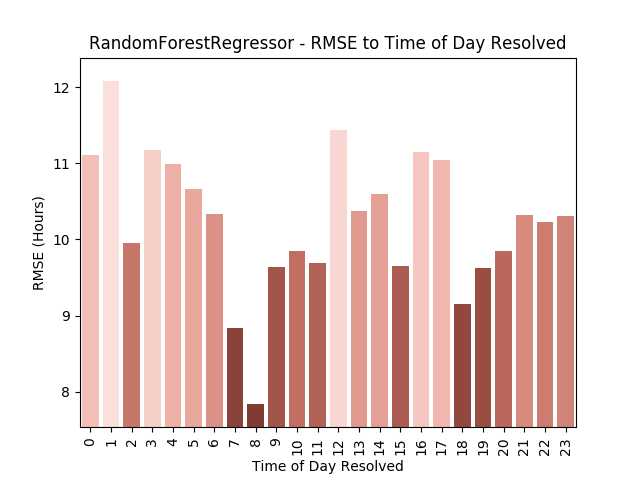 RandomForestRegressor - RMSE to Time of Day Resolved
12
11
10
9
8
RMSE (Hours)
0 1 2 3 4 5 6 7 8 9 10 11 12 13 14 15 16 17 18 19 20 21 22 23
Time of Day Resolved